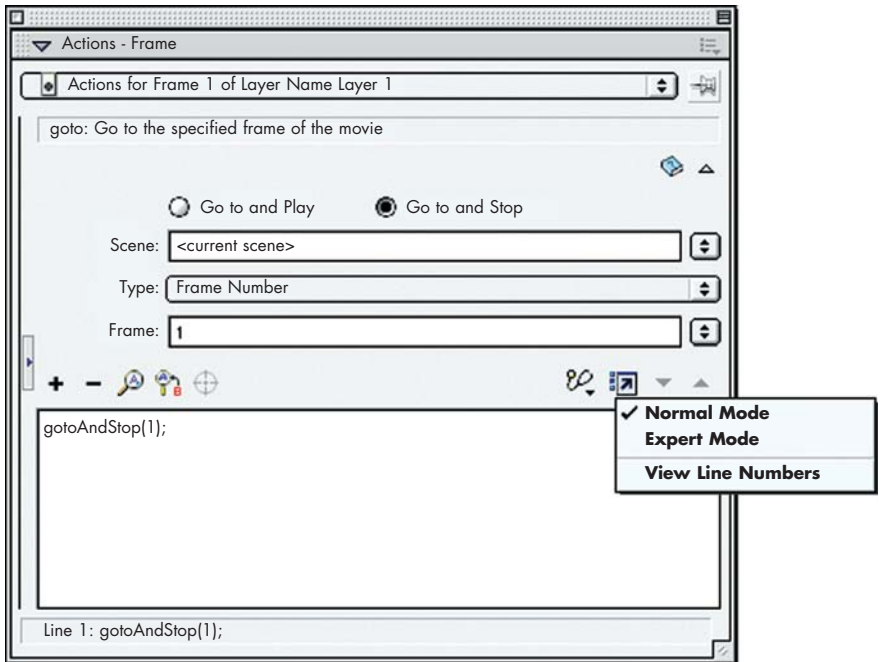 Actions - Frame
Actions for Frame 1 of Layer Name Layer 1
goto: Go to the specified frame of the movie
Go to and Play Go to and Stop
Scene: <current scene>
Type: Frame Number
Frame: 1
gotoAndStop(1);
Normal Mode
Expert Mode
View Line Numbers
Line 1: gotoAndStop(1);